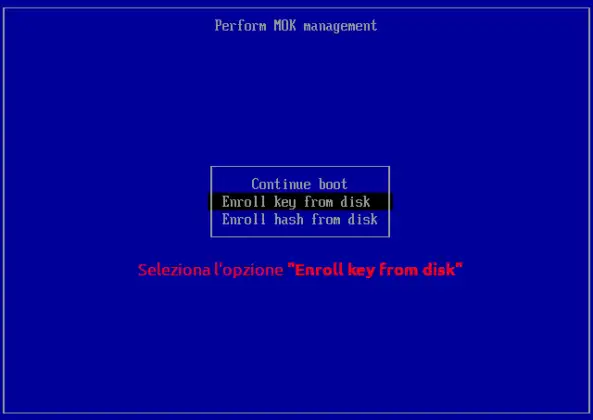 Perform MOK management
Continue boot
Enroll key from disk
Enroll hash from disk
Seleziona l'opzione "Enroll key from disk"